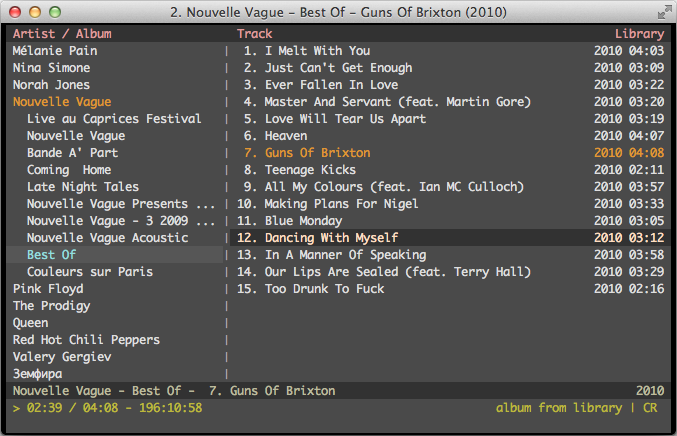 2. Nouvelle Vague - Best Of - Guns Of Brixton (2010)
Artist / Album Track Library
Mélanie Pain | 1. I Melt With You 2010 04:03
Nina Simone | 2. Just Can't Get Enough 2010 03:09
Norah Jones | 3. Ever Fallen In Love 2010 03:22
Nouvelle Vague | 4. Master And Servant (feat. Martin Gore) 2010 03:20
Live au Caprices Festival | 5. Love Will Tear Us Apart 2010 03:19
Nouvelle Vague | 6. Heaven 2010 04:07
Bande A' Part | 7. Guns Of Brixton 2010 04:08
Coming  Home | 8. Teenage Kicks 2010 02:11
Late Night Tales | 9. All My Colours (feat. Ian MC Culloch) 2010 03:57
Nouvelle Vague Presents ... | 10. Making Plans For Nigel 2010 03:33
Nouvelle Vague - 3 2009 ... | 11. Blue Monday 2010 03:05
Nouvelle Vague Acoustic | 12. Dancing With Myself 2010 03:12
Best Of | 13. In A Manner Of Speaking 2010 03:58
Couleurs sur Paris | 14. Our Lips Are Sealed (feat. Terry Hall) 2010 03:29
Pink Floyd | 15. Too Drunk To Fuck 2010 02:16
The Prodigy |
Queen |
Red Hot Chili Peppers |
Valery Gergiev |
Земфира |
Nouvelle Vague - Best Of -  7. Guns Of Brixton 2010
> 02:39 / 04:08 - 196:10:58 album from library | CR